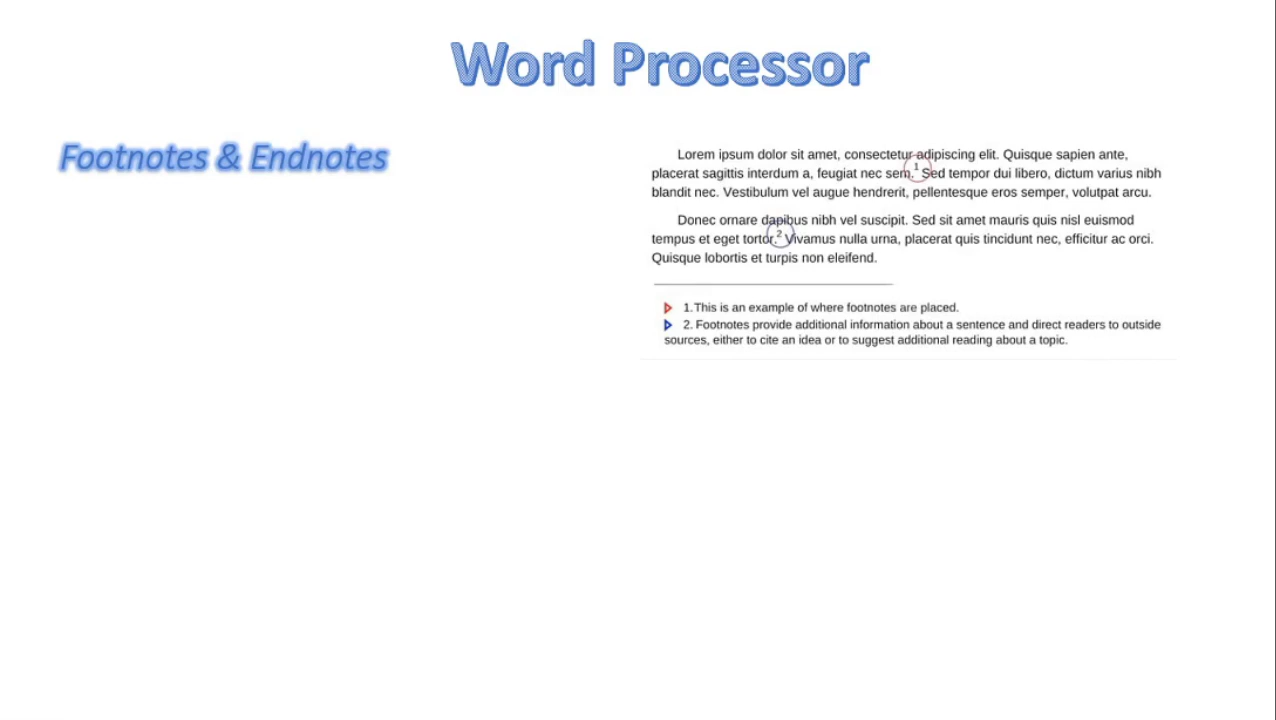 Word Processor
Footnotes & Endnotes
Lorem ipsum dolor sit amet, consectetur adipiscing elit. Quisque sapien ante,
placerat sagittis interdum a, feugiat nec sem.1 Sed tempor dui libero, dictum varius nibh
blandit nec. Vestibulum vel augue hendrerit, pellentesque eros semper, volutpat arcu.
Donec ornare dapibus nibh vel suscipit. Sed sit amet mauris quis nisl euismod
tempus et eget tortor.2 Vivamus nulla urna, placerat quis tincidunt nec, efficitur ac orci.
Quisque lobortis et turpis non eleifend.
1. This is an example of where footnotes are placed.
2. Footnotes provide additional information about a sentence and direct readers to outside
sources, either to cite an idea or to suggest additional reading about a topic.